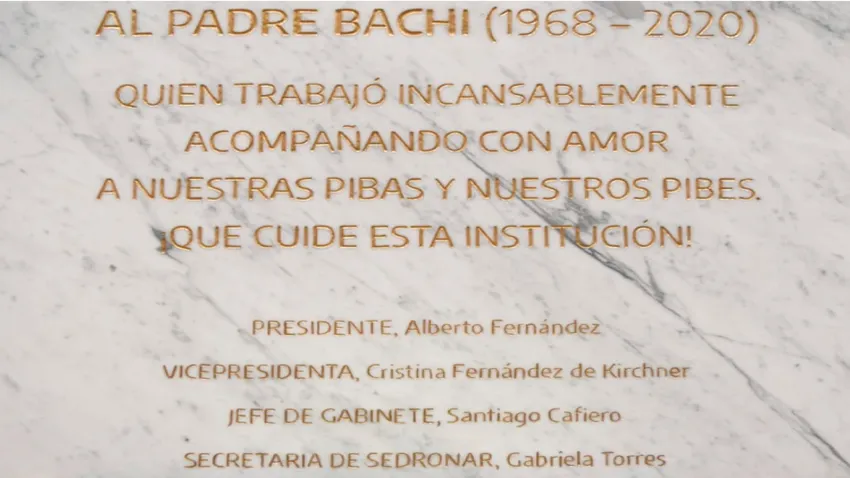 AL PADRE BACHI (1968 – 2020)
QUIEN TRABAJÓ INCANSABLEMENTE
ACOMPAÑANDO CON AMOR
A NUESTRAS PIBAS Y NUESTROS PIBES.
¡QUE CUIDE ESTA INSTITUCIÓN!
PRESIDENTE, Alberto Fernández
VICEPRESIDENTA, Cristina Fernández de Kirchner
JEFE DE GABINETE, Santiago Cafiero
SECRETARIA DE SEDRONAR, Gabriela Torres